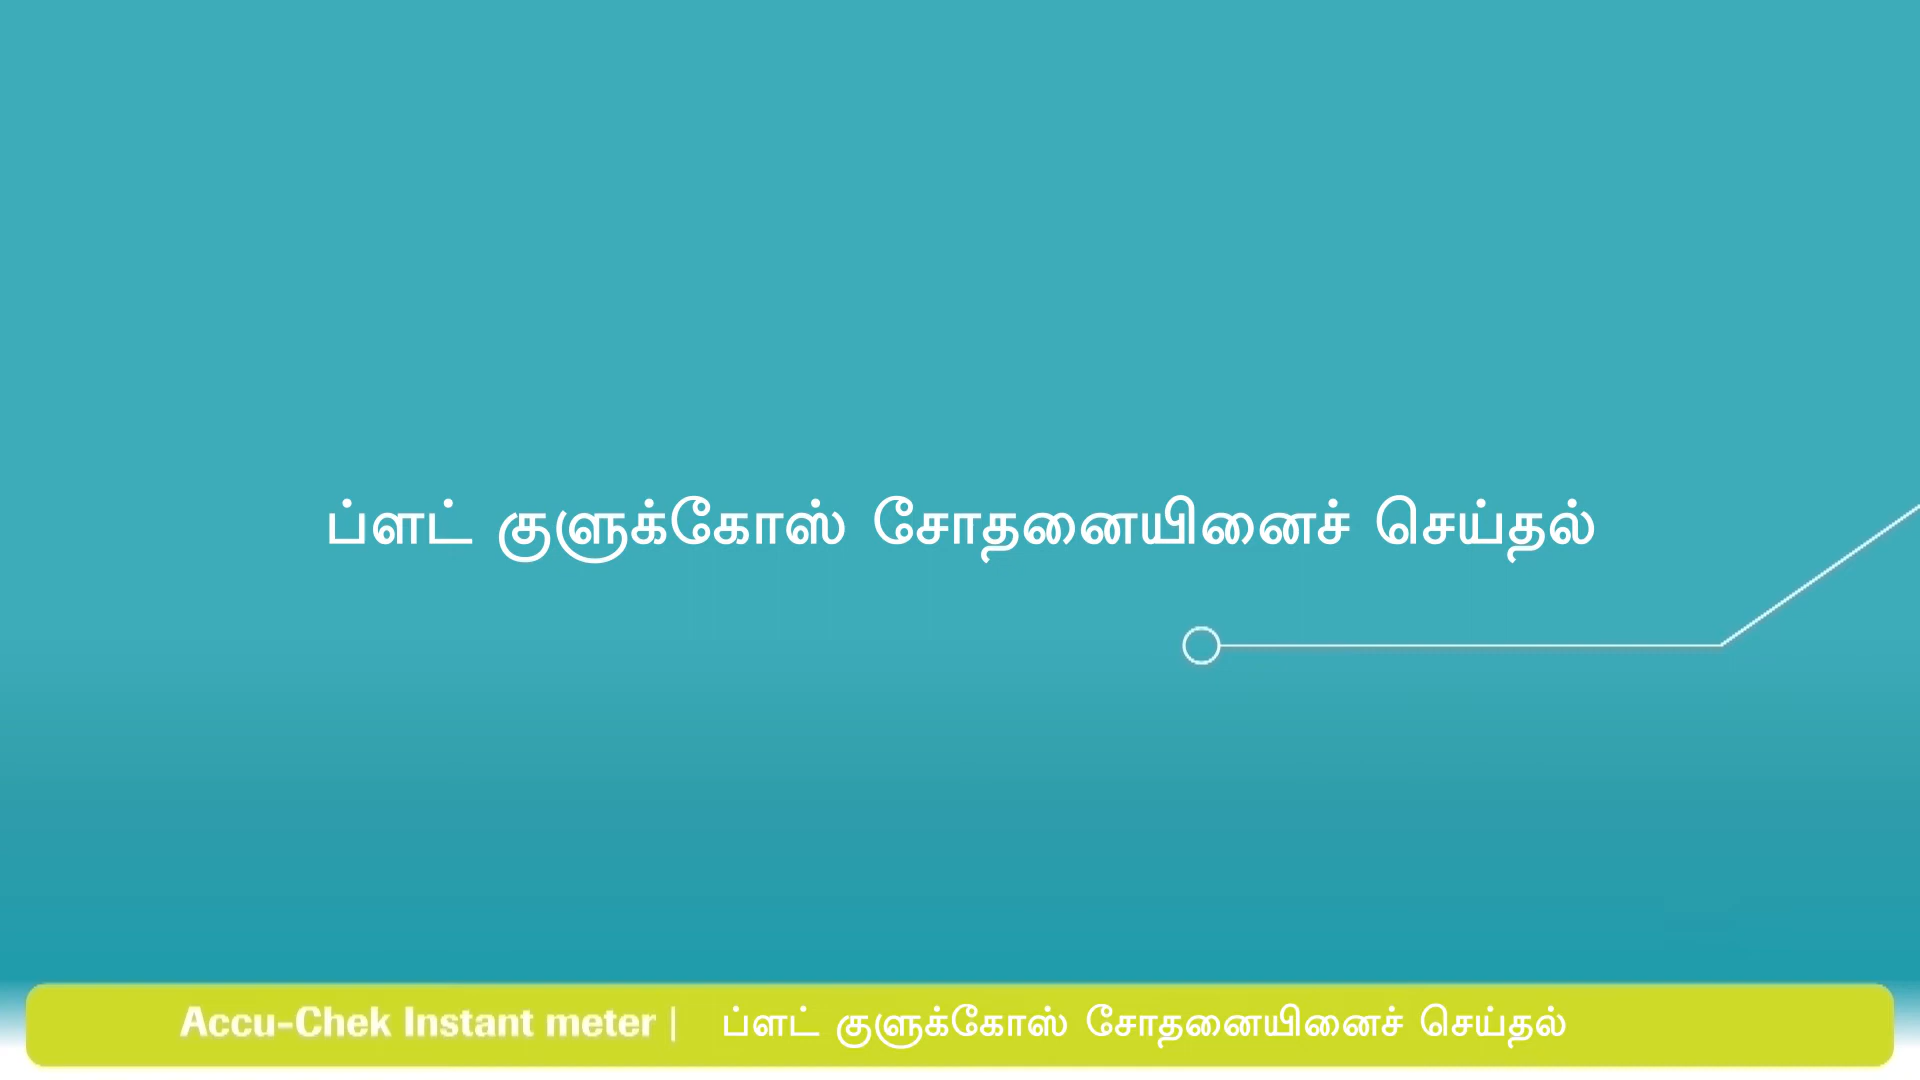 ப்ளட் குளுக்கோஸ் சோதனையினைச் செய்தல்
Accu-Chek Instant meter | ப்ளட் குளுக்கோஸ் சோதனையினைச் செய்தல்